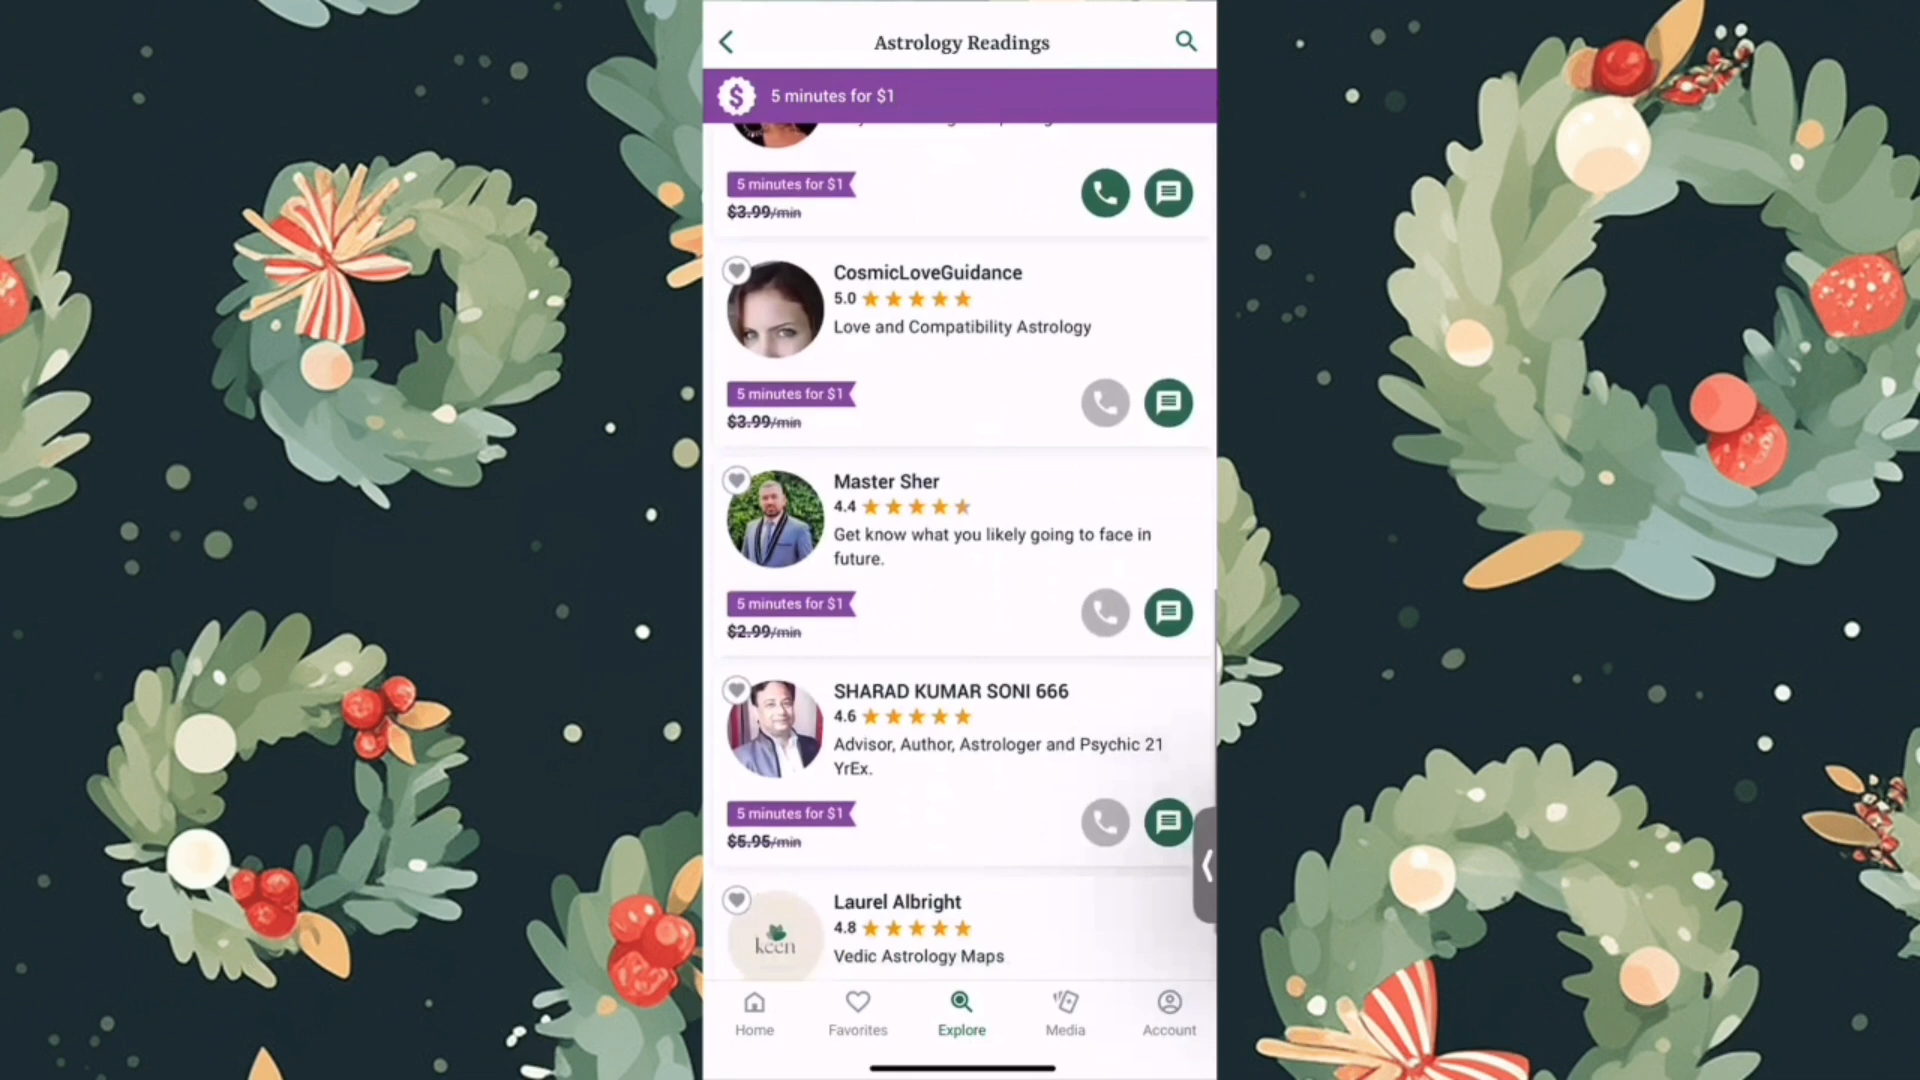 Astrology Readings
5 minutes for $1
5 minutes for $1
$3.99/min
CosmicLoveGuidance
5.0
Love and Compatibility Astrology
5 minutes for $1
$3.99/min
Master Sher
4.4
Get know what you likely going to face in
future.
5 minutes for $1
$2.99/min
SHARAD KUMAR SONI 666
4.6
Advisor, Author, Astrologer and Psychic 21
YrEx.
5 minutes for $1
$5.95/min
Laurel Albright
4.8
keen
Vedic Astrology Maps
Home
Favorites
Explore
Media
Account